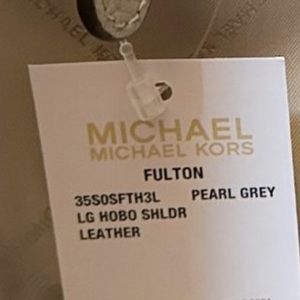 MICHAEL
MICHAEL KORS
FULTON
35S0SFTH3L PEARL GREY
LG HOBO SHLDR
LEATHER